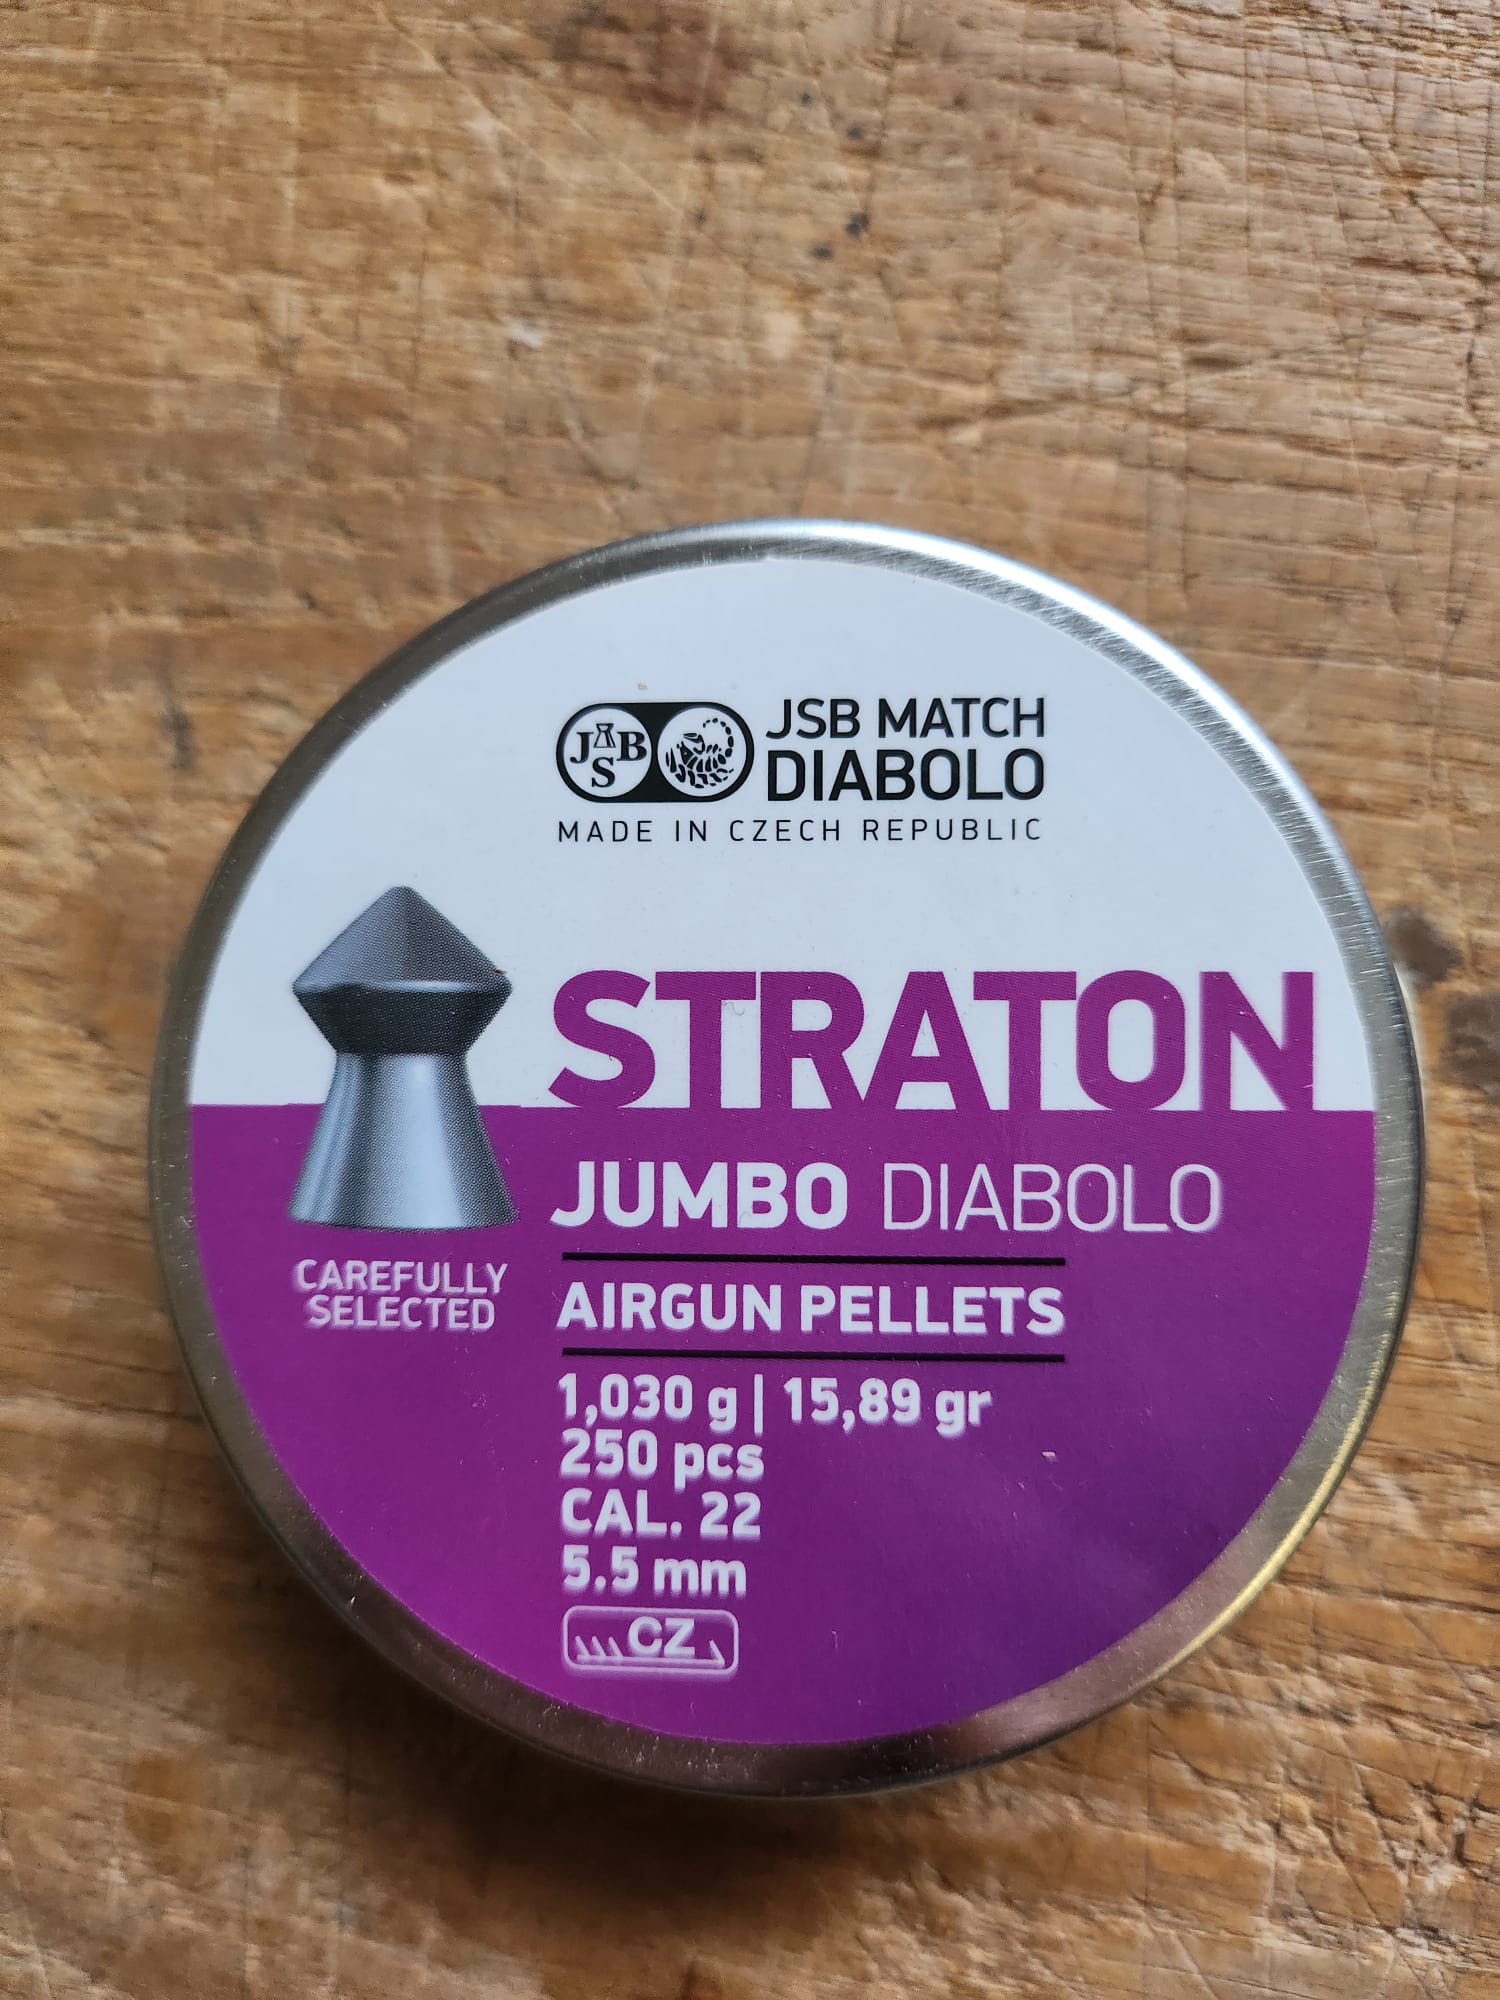 JSB
JSB MATCH
DIABOLO
MADE IN CZECH REPUBLIC
STRATON
JUMBO DIABOLO
CAREFULLY
SELECTED
AIRGUN PELLETS
1,030 g | 15,89 gr
250 pcs
CAL. 22
5.5 mm
CZ